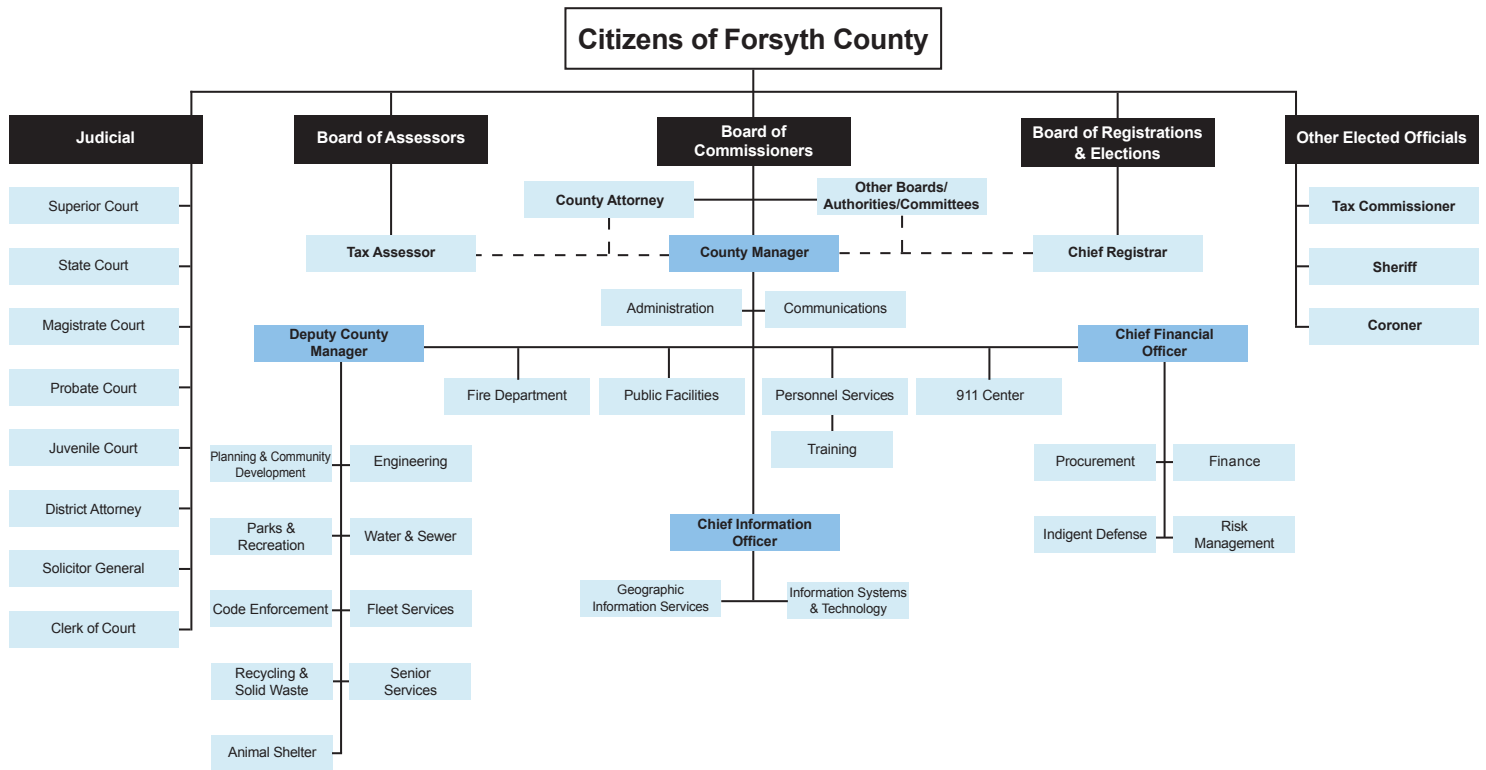 Citizens of Forsyth County
Judicial
Board of Assessors
Board of
Commissioners
Board of Registrations
& Elections
Other Elected Officials
Superior Court
State Court
Magistrate Court
Probate Court
Juvenile Court
District Attorney
Solicitor General
Clerk of Court
Tax Assessor
County Attorney
Other Boards/
Authorities/Committees
County Manager
Chief Registrar
Tax Commissioner
Sheriff
Coroner
Administration
Communications
Deputy County
Manager
Chief Financial
Officer
Fire Department
Public Facilities
Personnel Services
911 Center
Training
Planning & Community
Development
Engineering
Parks &
Recreation
Water & Sewer
Code Enforcement
Fleet Services
Recycling &
Solid Waste
Senior
Services
Animal Shelter
Chief Information
Officer
Geographic
Information Services
Information Systems
& Technology
Procurement
Finance
Indigent Defense
Risk
Management